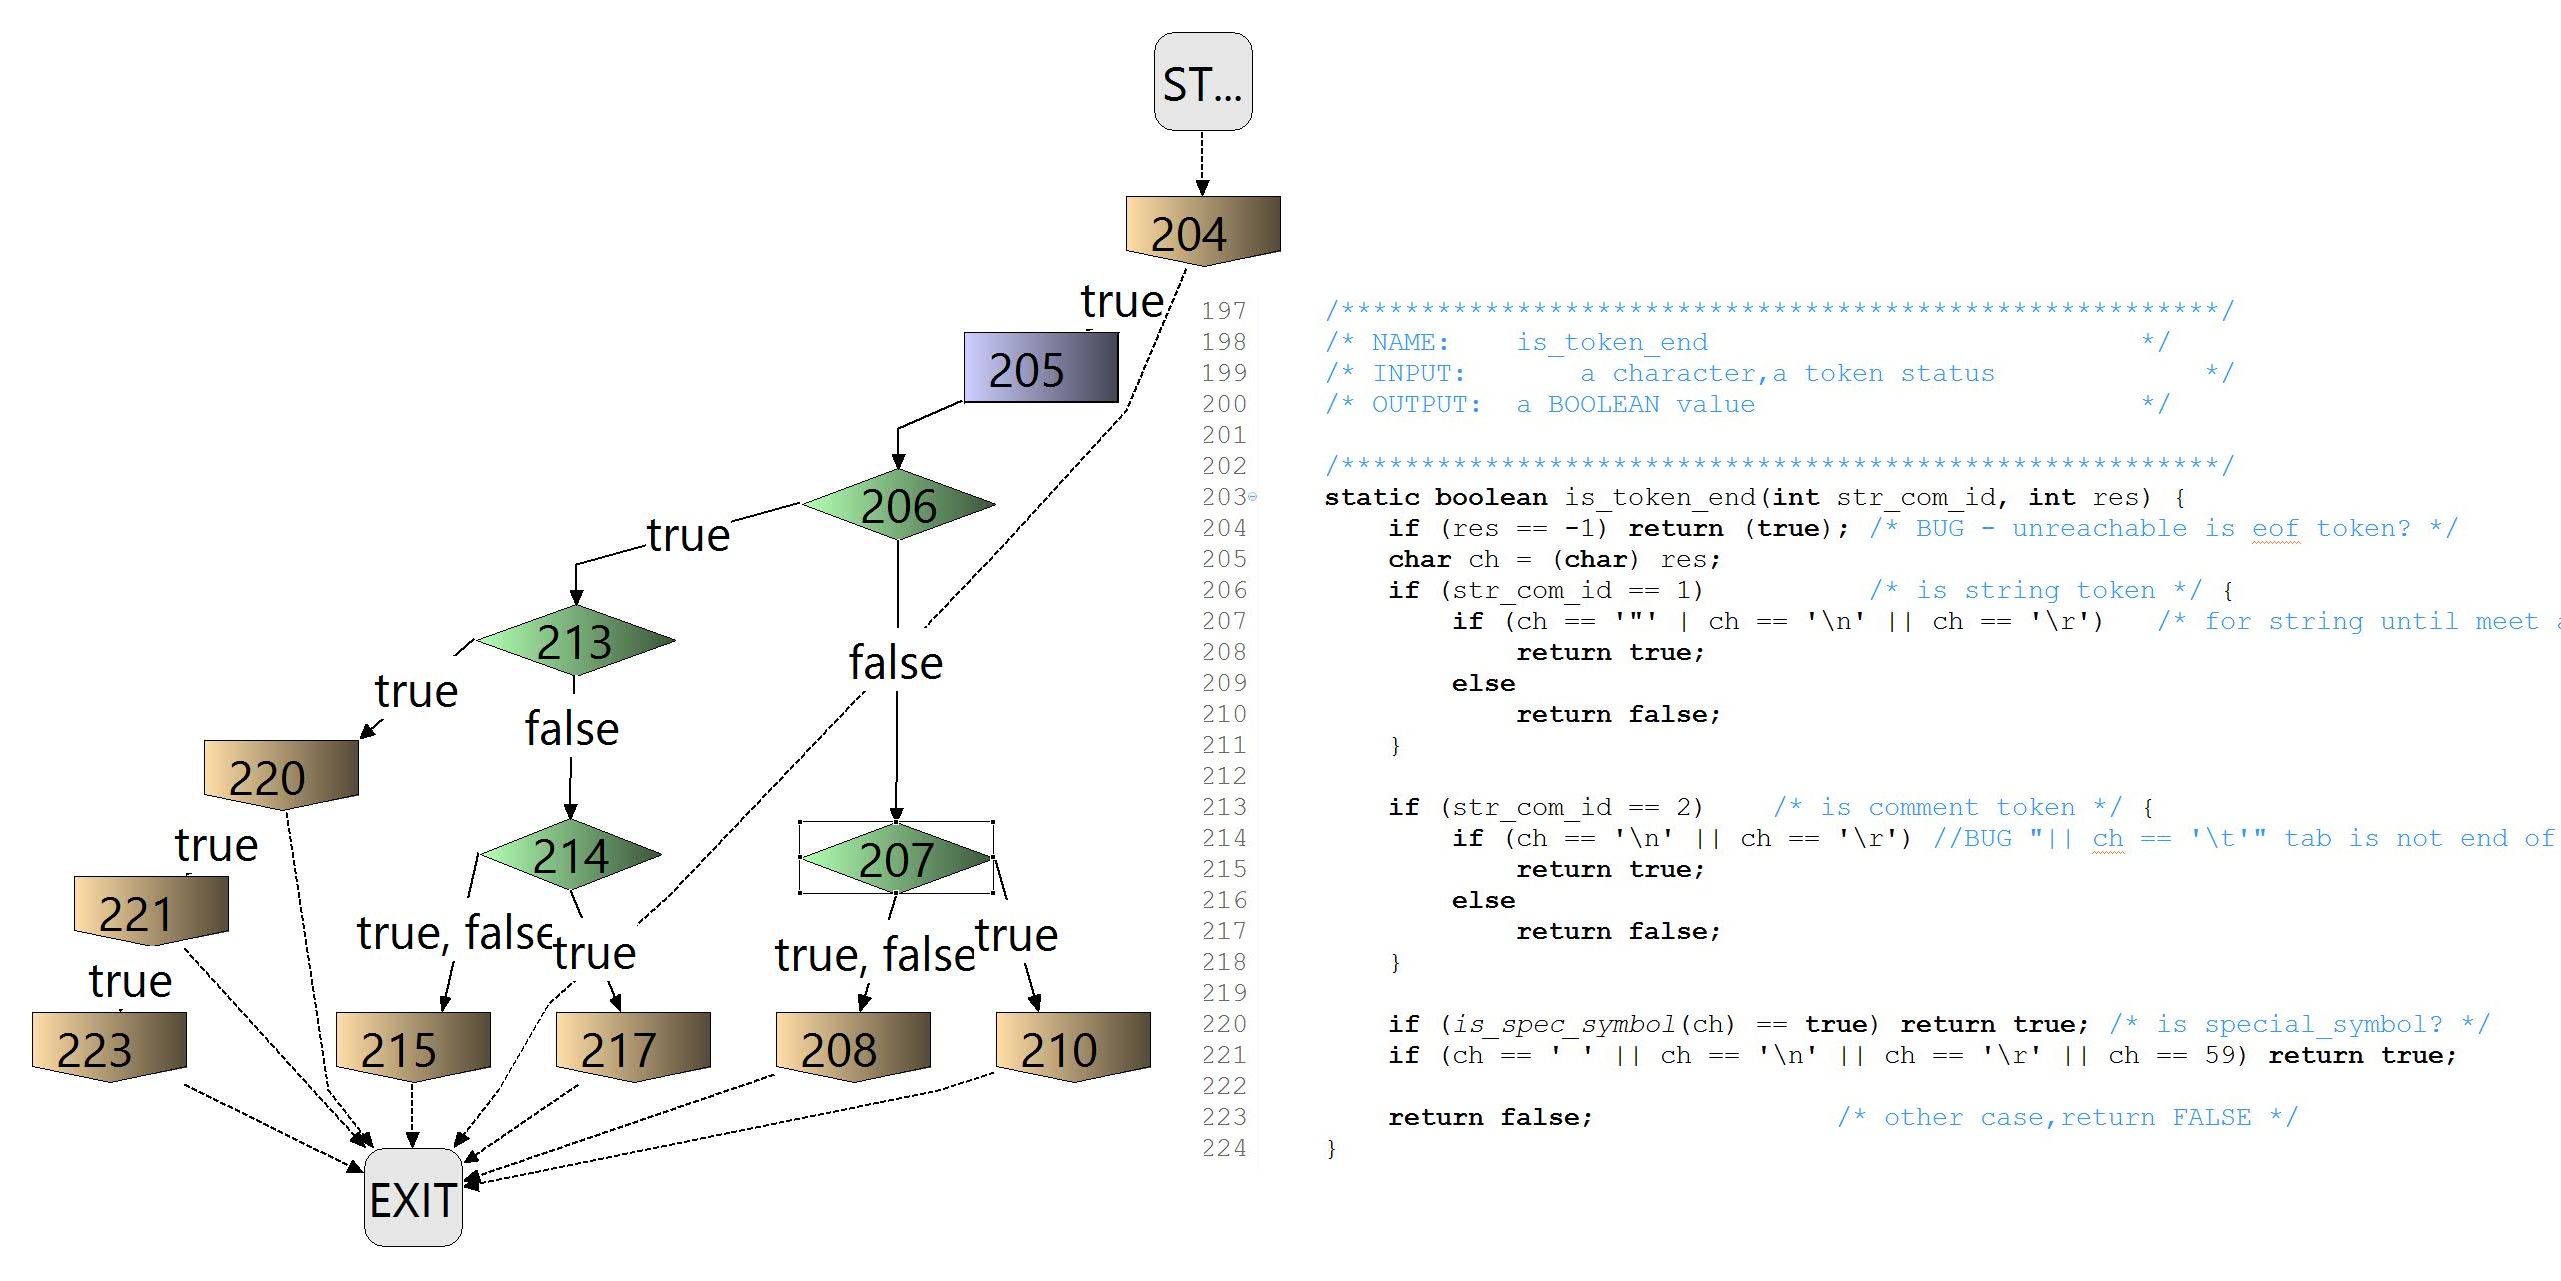 ST...
204
true
205
206
true
213
false
true
false
220
214
207
true
221
true, false
true
true, false
true
true
223
215
217
208
210
EXIT
197 /*******************************************************/
198 /* NAME: is_token_end */
199 /* INPUT: a character,a token status */
200 /* OUTPUT: a BOOLEAN value */
201
202 /*******************************************************/
203 static boolean is_token_end(int str_com_id, int res) {
204 if (res == -1) return (true); /* BUG - unreachable is eof token? */
205 char ch = (char) res;
206 if (str_com_id == 1) /* is string token */ {
207 if (ch == '"' | ch == '\n' || ch == '\r') /* for string until meet
208 return true;
209 else
210 return false;
211 }
212
213 if (str_com_id == 2) /* is comment token */ {
214 if (ch == '\n' || ch == '\r') //BUG "|| ch == '\t'" tab is not end of
215 return true;
216 else
217 return false;
218 }
219
220 if (is_spec_symbol(ch) == true) return true; /* is special_symbol? */
221 if (ch == ' ' || ch == '\n' || ch == '\r' || ch == 59) return true;
222
223 return false; /* other case,return FALSE */
224 }